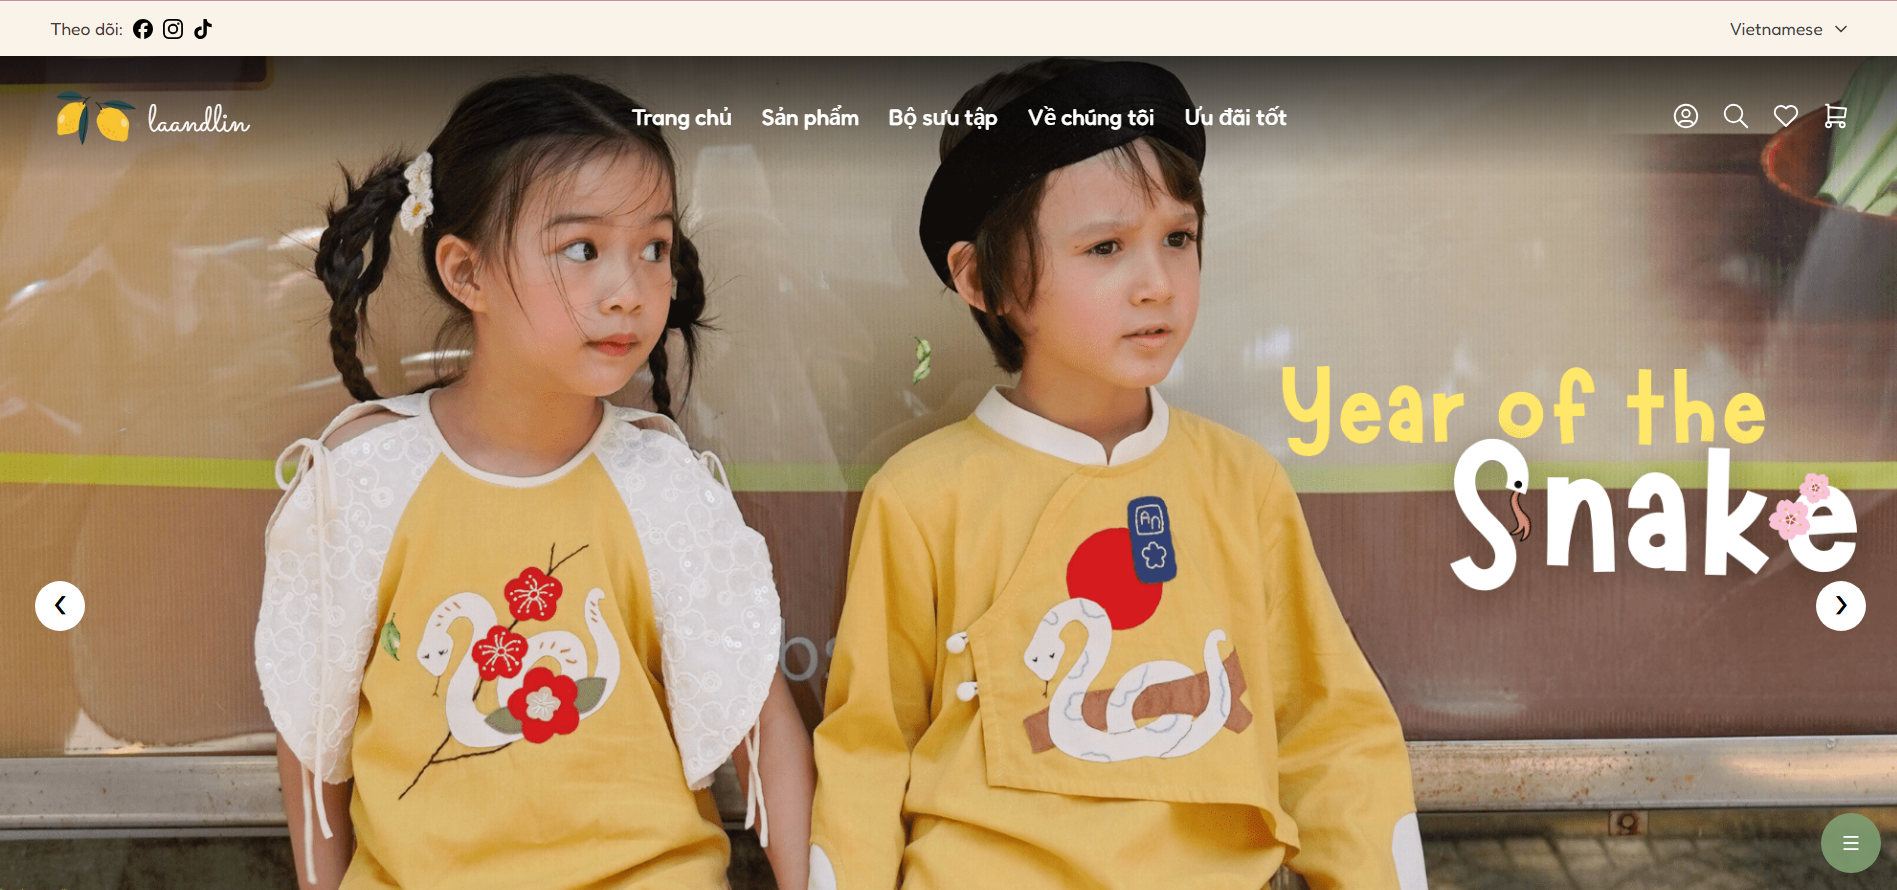 Theo dõi:
Vietnamese
laandlin
Trang chủ
Sản phẩm
Bộ sưu tập
Về chúng tôi
Ưu đãi tốt
Year of the
Snake
An
bs